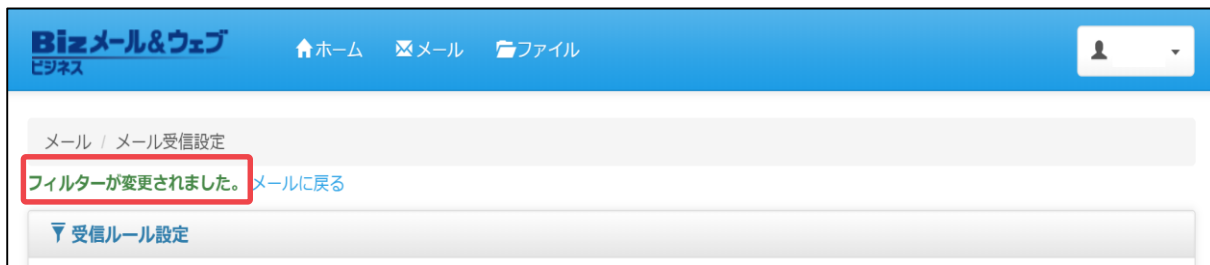 Bizメール&ウェブ
ビジネス
ホーム メール ファイル
メール / メール受信設定
フィルターが変更されました。 メールに戻る
受信ルール設定